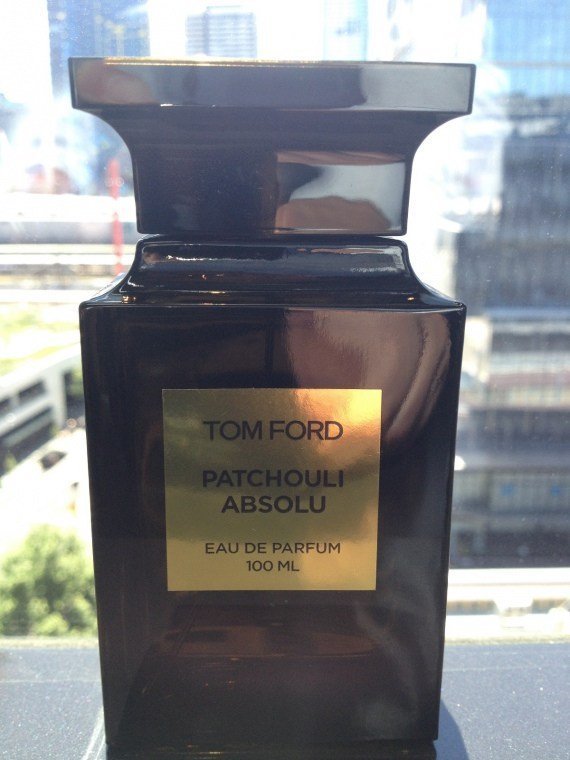 TOM FORD
PATCHOULI
ABSOLU
EAU DE PARFUM
100 ML